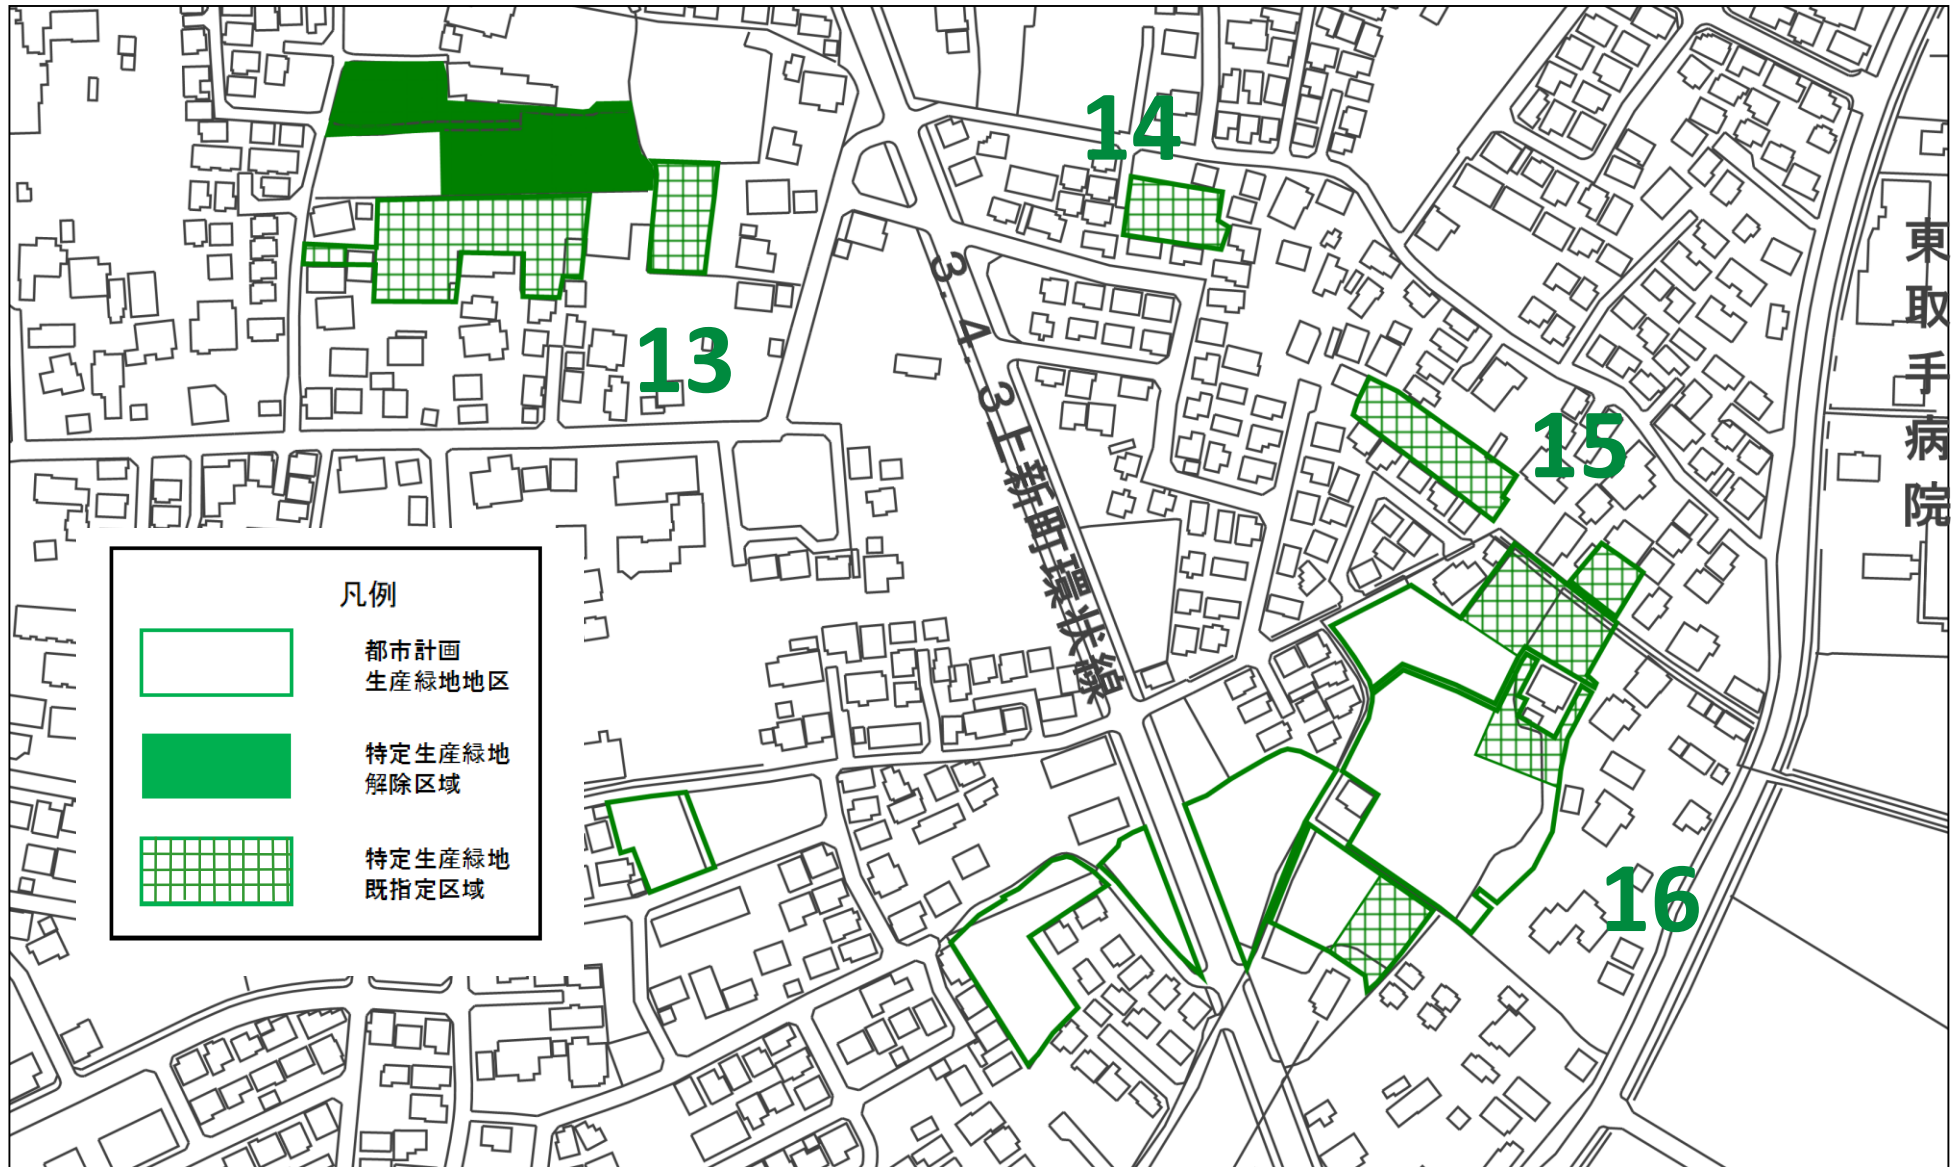 14
13
15
16
3．4．3上新町環状線
東取手病院
凡例
都市計画
生産緑地地区
特定生産緑地
解除区域
特定生産緑地
既指定区域